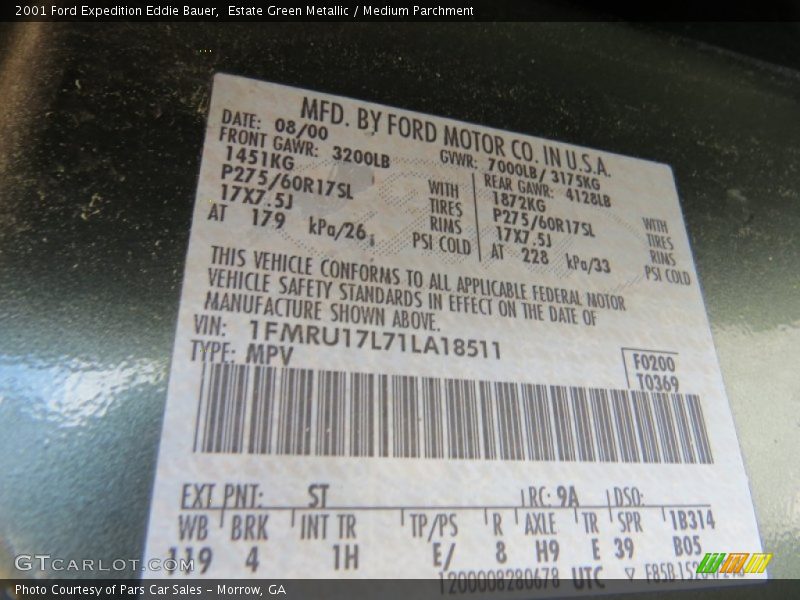 2001 Ford Expedition Eddie Bauer,  Estate Green Metallic / Medium Parchment
MFD. BY FORD MOTOR CO. IN U.S.A.
DATE: 08/00 GVWR: 7000LB/ 3175KG
FRONT GAWR: 3200LB REAR GAWR: 4128LB
1451KG WITH 1872KG WITH
P275/60R17SL TIRES P275/60R17SL TIRES
17X7.5J RIMS 17X7.5J RIMS
AT 179 kPa/26 PSI COLD AT 228 kPa/33 PSI COLD
THIS VEHICLE CONFORMS TO ALL APPLICABLE FEDERAL MOTOR
VEHICLE SAFETY STANDARDS IN EFFECT ON THE DATE OF
MANUFACTURE SHOWN ABOVE.
VIN: 1FMRU17L71LA18511
TYPE: MPV
F0200
T0369
EXT PNT: ST RC: 9A DSO:
WB BRK INT TR TP/PS R AXLE TR SPR 1B314
119 4 1H E/ 8 H9 E 39 B05
1200008280678 UTC
GTCARLOT.COM
Photo Courtesy of Pars Car Sales - Morrow, GA